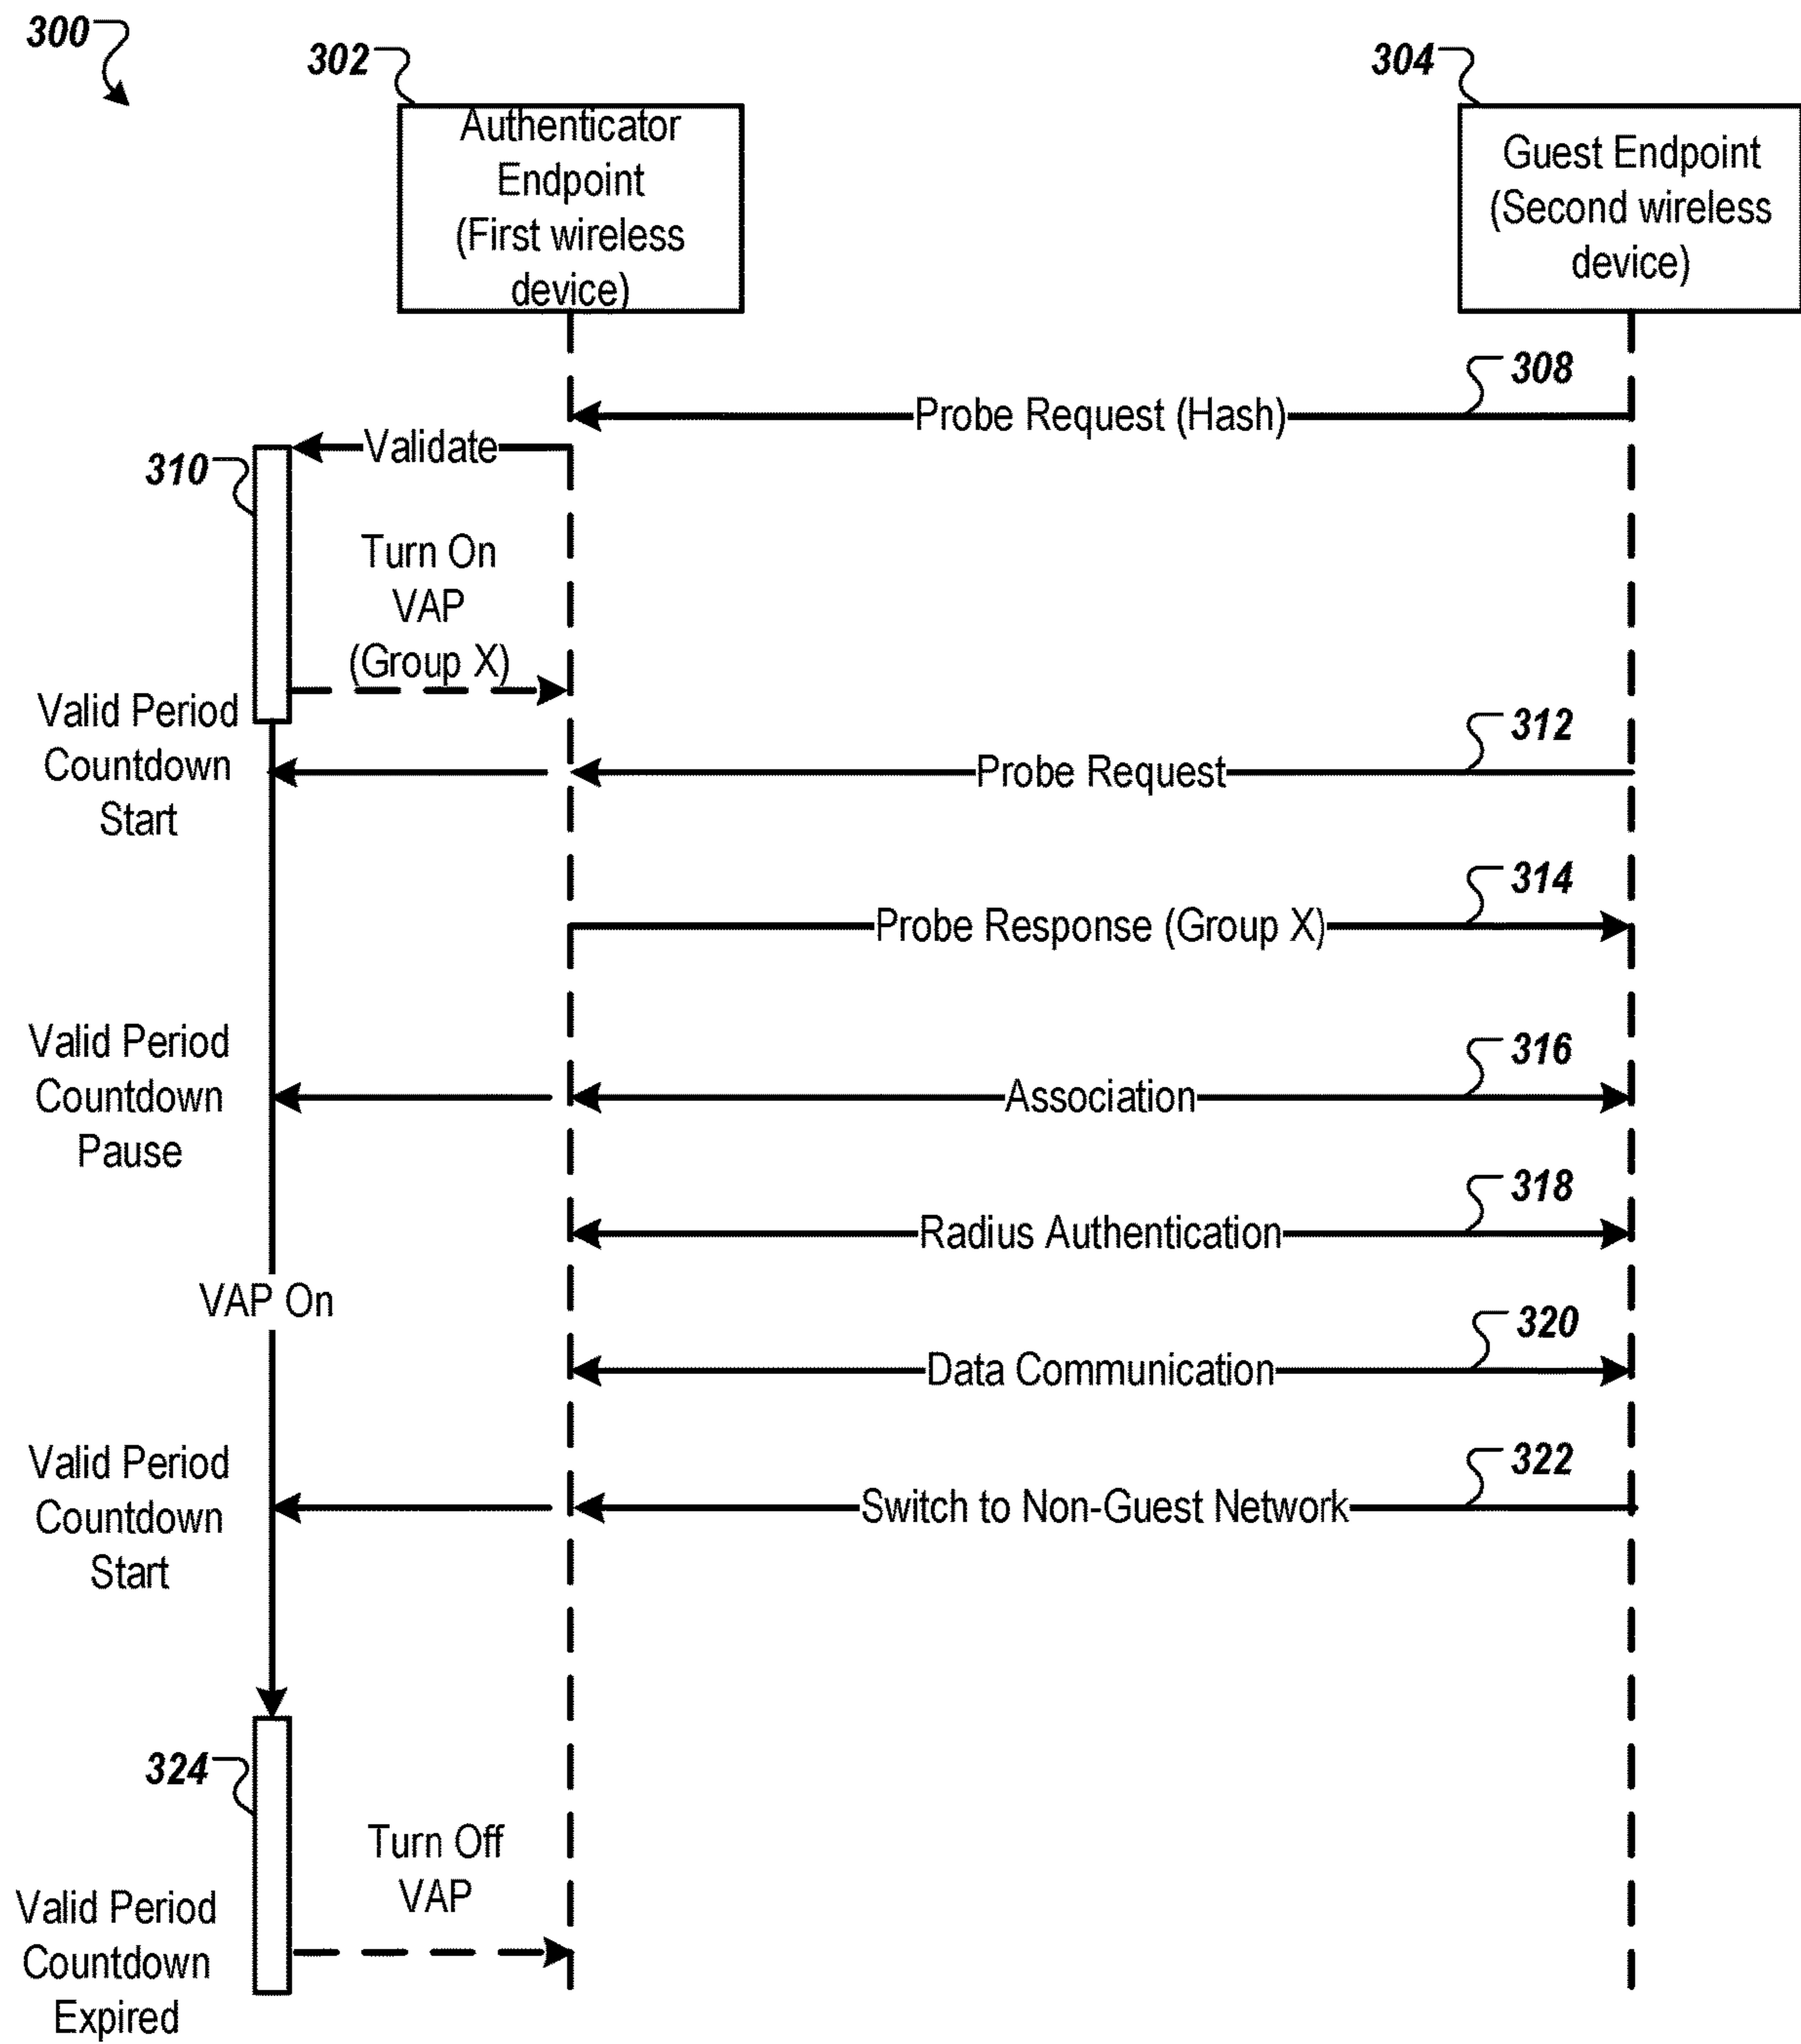 300
302
304
Authenticator
Endpoint
(First wireless
device)
Guest Endpoint
(Second wireless
device)
308
Probe Request (Hash)
Validate
310
Turn On
VAP
(Group X)
Valid Period
Countdown
Start
312
Probe Request
314
Probe Response (Group X)
Valid Period
Countdown
Pause
316
Association
318
Radius Authentication
VAP On
320
Data Communication
Valid Period
Countdown
Start
322
Switch to Non-Guest Network
324
Turn Off
VAP
Valid Period
Countdown
Expired